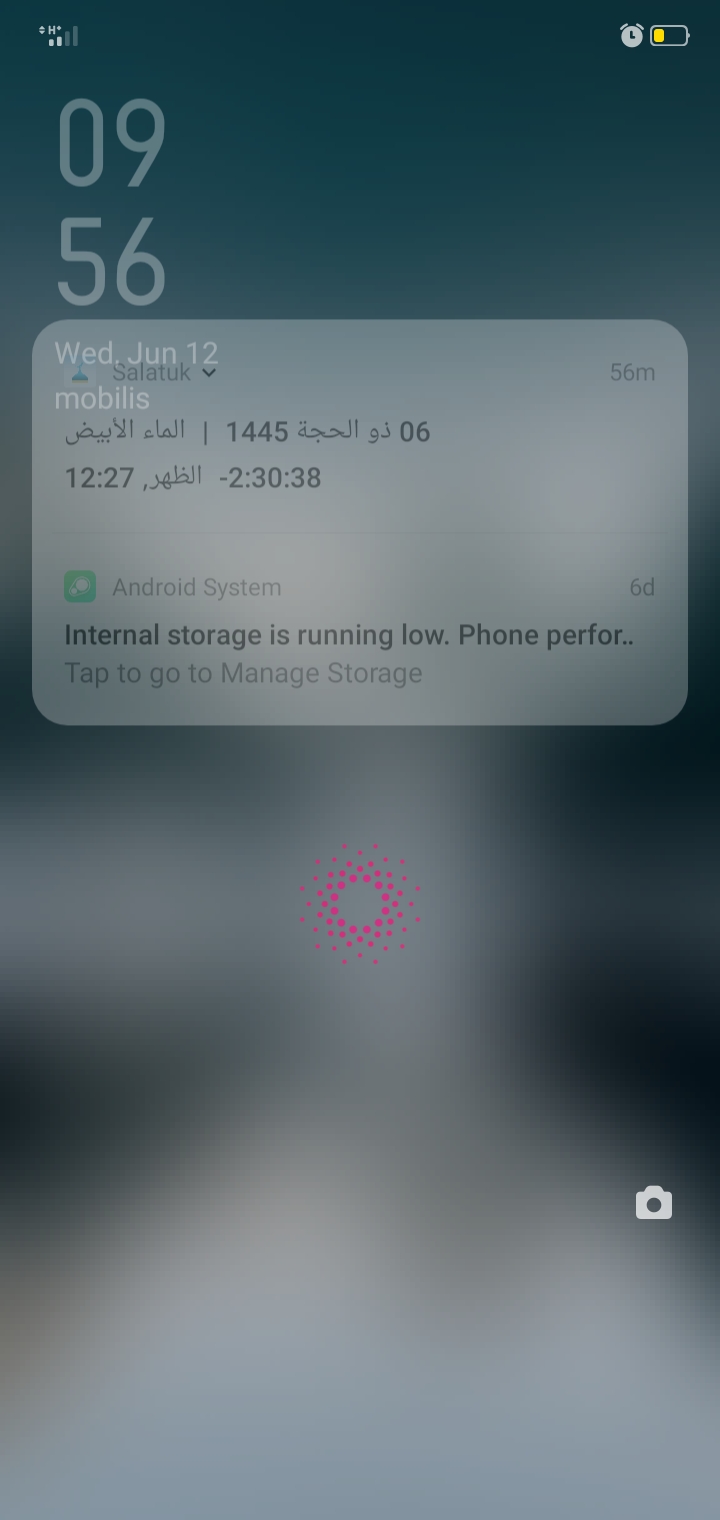 H+
09
56
Wed, Jun 12
mobilis
Salatuk 56m
06 ذو الحجة 1445 | الماء الأبيض
الظهر, 12:27 -2:30:38
Android System 6d
Internal storage is running low. Phone perfor..
Tap to go to Manage Storage